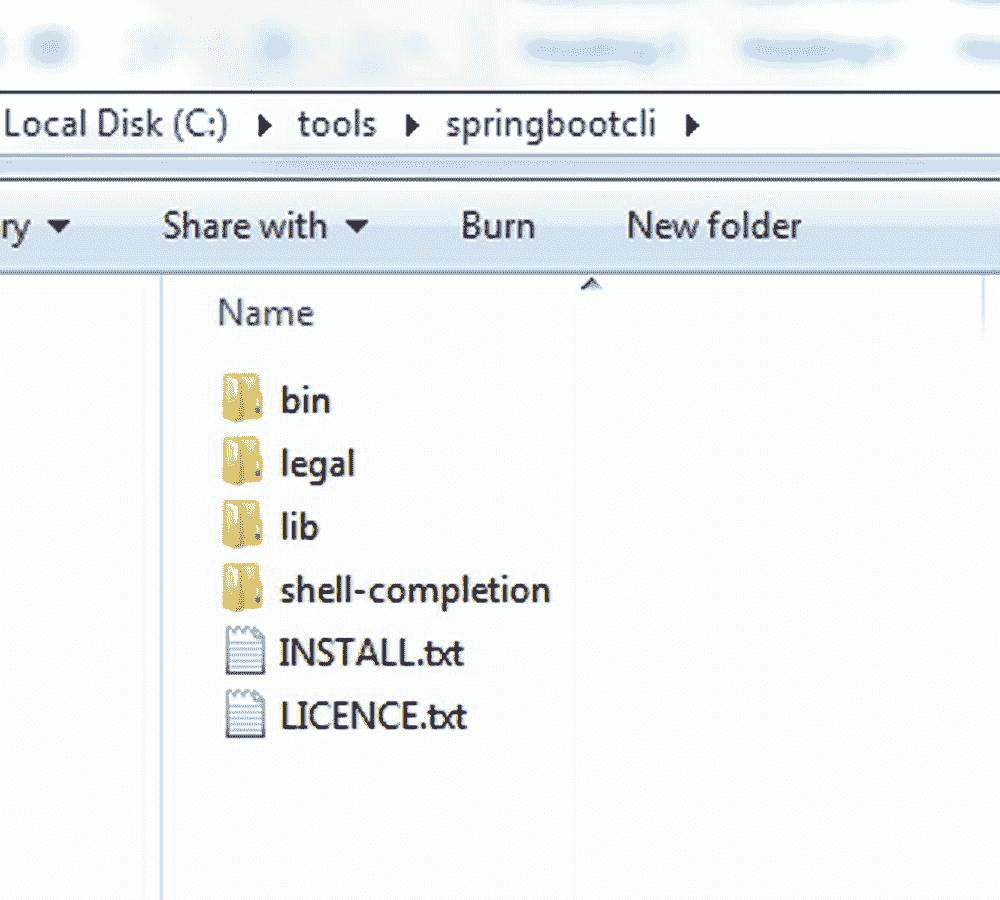 Local Disk (C:) tools springbootcli
ry Share with Burn New folder
Name
bin
legal
lib
shell-completion
INSTALL.txt
LICENCE.txt